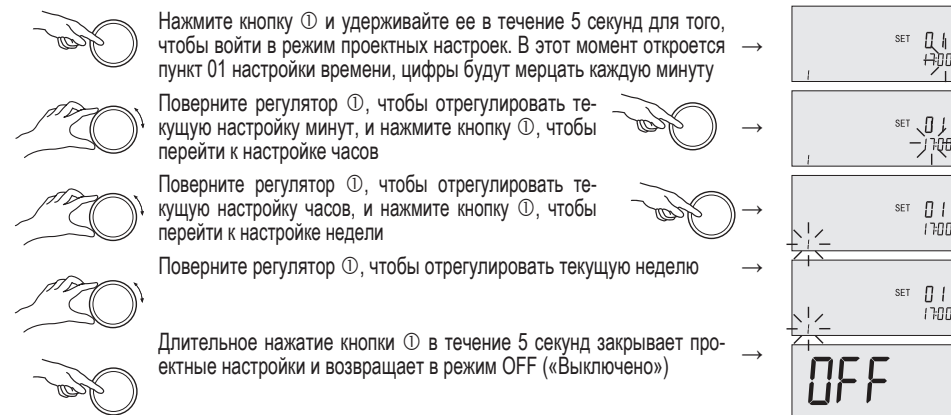 Нажмите кнопку ① и удерживайте ее в течение 5 секунд для того,
чтобы войти в режим проектных настроек. В этот момент откроется →
пункт 01 настройки времени, цифры будут мерцать каждую минуту
SET 01
17:00
1
Поверните регулятор ①, чтобы отрегулировать те-
кущую настройку минут, и нажмите кнопку ①, чтобы →
перейти к настройке часов
SET 01
17:00
1
Поверните регулятор ①, чтобы отрегулировать те-
кущую настройку часов, и нажмите кнопку ①, чтобы →
перейти к настройке недели
SET 01
17:00
1
Поверните регулятор ①, чтобы отрегулировать текущую неделю →
SET 01
17:00
1
Длительное нажатие кнопки ① в течение 5 секунд закрывает про-
ектные настройки и возвращает в режим OFF («Выключено») →
OFF